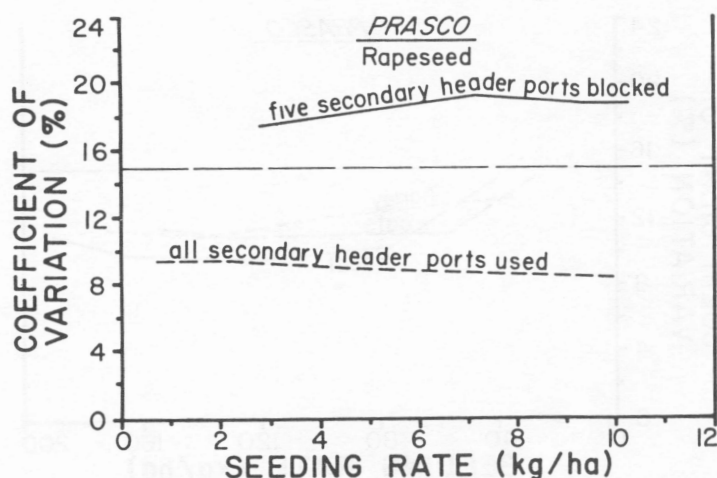 PRASCO
Rapeseed
five secondary header ports blocked
all secondary header ports used
COEFFICIENT OF
VARIATION (%)
24
20
15
12
8
4
0
0 2 4 6 8 10 12
SEEDING RATE (kg/ha)